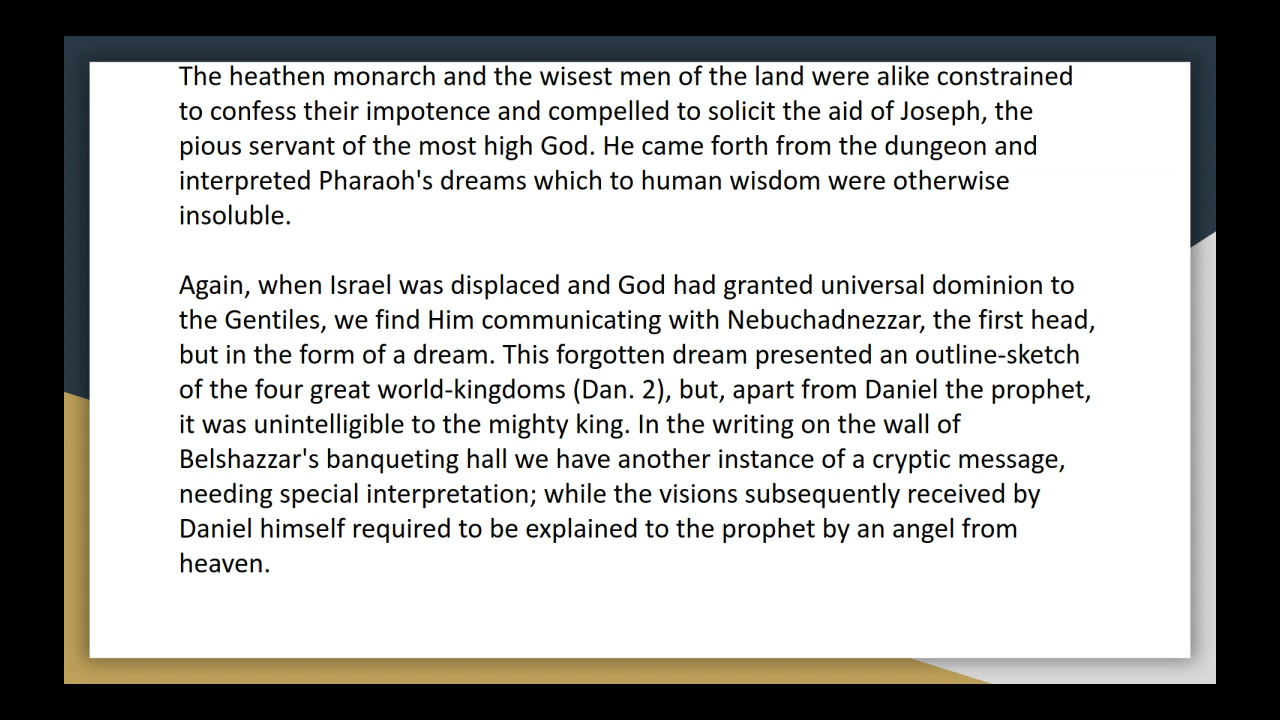 The heathen monarch and the wisest men of the land were alike constrained
to confess their impotence and compelled to solicit the aid of Joseph, the
pious servant of the most high God. He came forth from the dungeon and
interpreted Pharaoh's dreams which to human wisdom were otherwise
insoluble.
Again, when Israel was displaced and God had granted universal dominion to
the Gentiles, we find Him communicating with Nebuchadnezzar, the first head,
but in the form of a dream. This forgotten dream presented an outline-sketch
of the four great world-kingdoms (Dan. 2), but, apart from Daniel the prophet,
it was unintelligible to the mighty king. In the writing on the wall of
Belshazzar's banqueting hall we have another instance of a cryptic message,
needing special interpretation; while the visions subsequently received by
Daniel himself required to be explained to the prophet by an angel from
heaven.